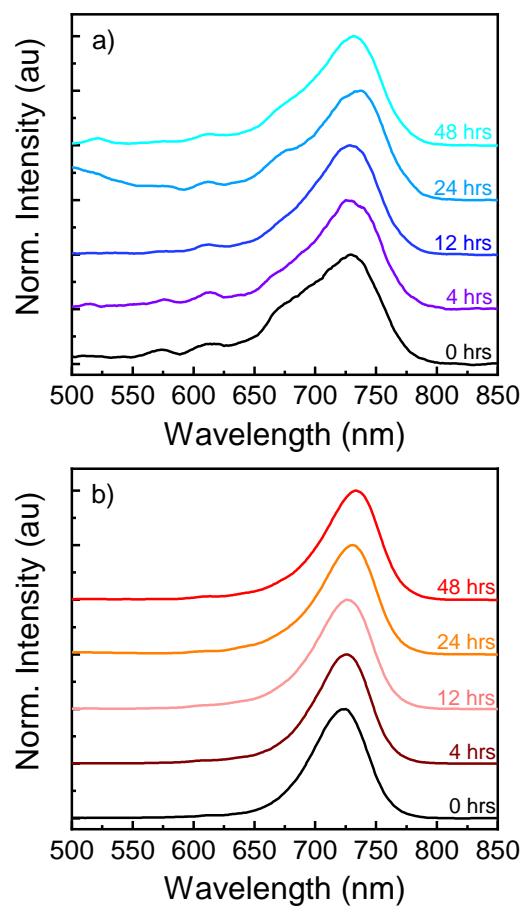 a)
Norm. Intensity (au)
48 hrs
24 hrs
12 hrs
4 hrs
0 hrs
500 550 600 650 700 750 800 850
Wavelength (nm)
b)
Norm. Intensity (au)
48 hrs
24 hrs
12 hrs
4 hrs
0 hrs
500 550 600 650 700 750 800 850
Wavelength (nm)